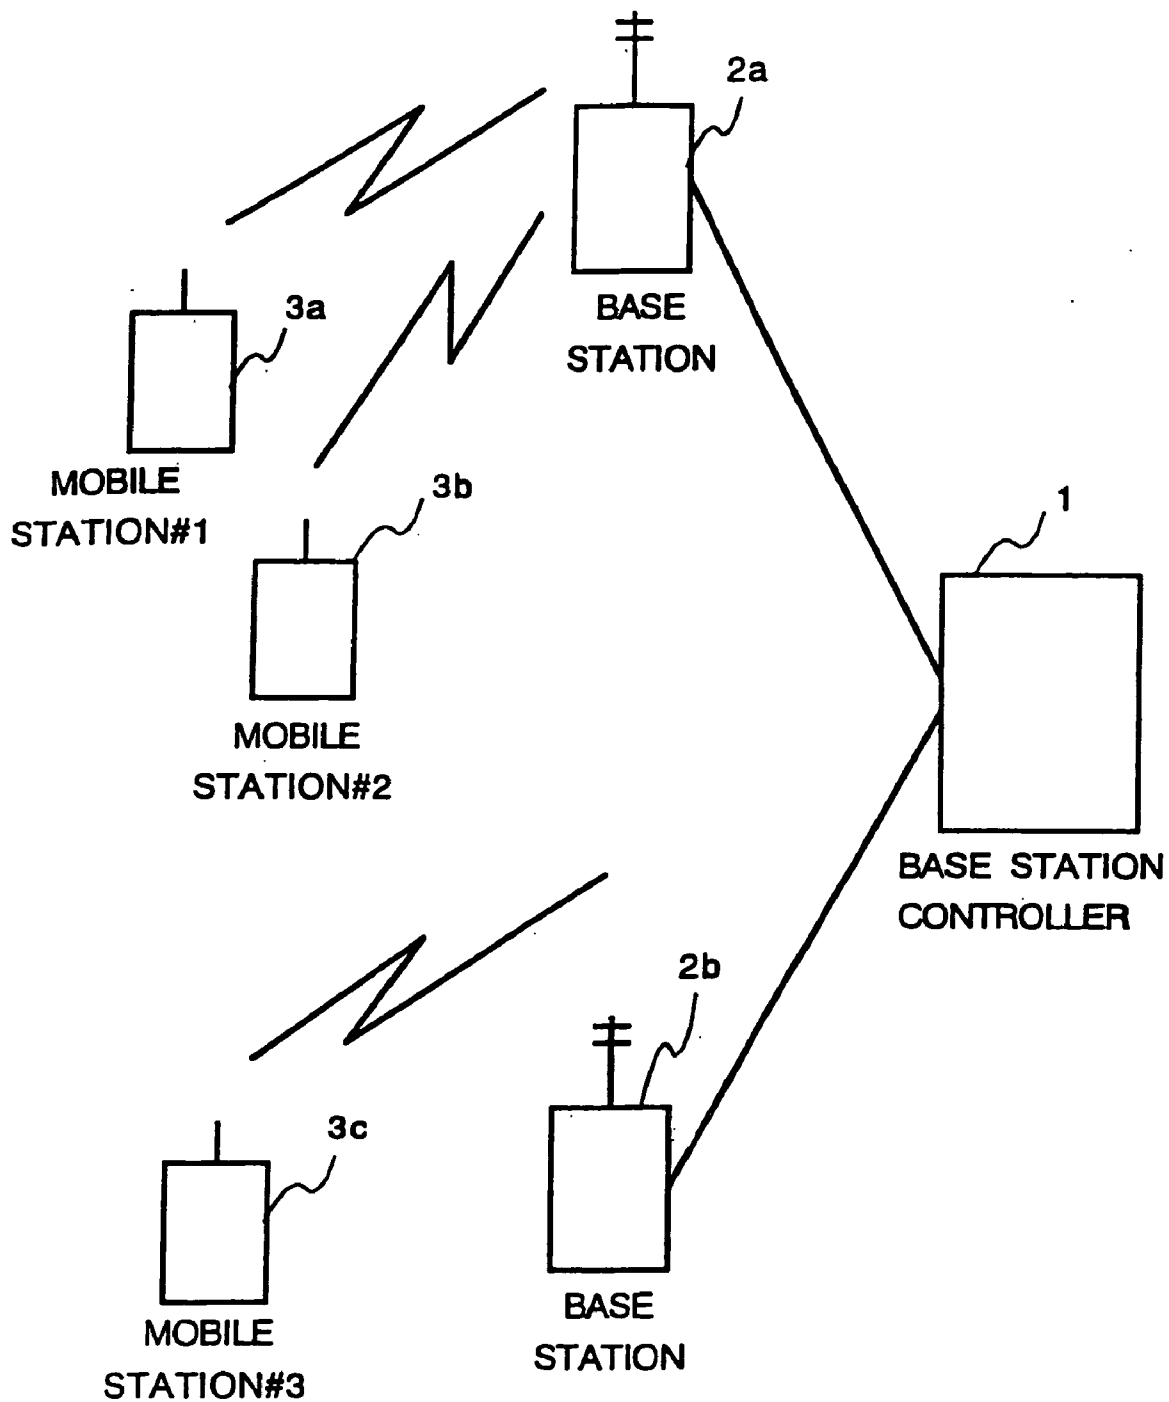 2a
BASE
STATION
3a
MOBILE
STATION#1
3b
MOBILE
STATION#2
1
BASE STATION
CONTROLLER
2b
BASE
STATION
3c
MOBILE
STATION#3